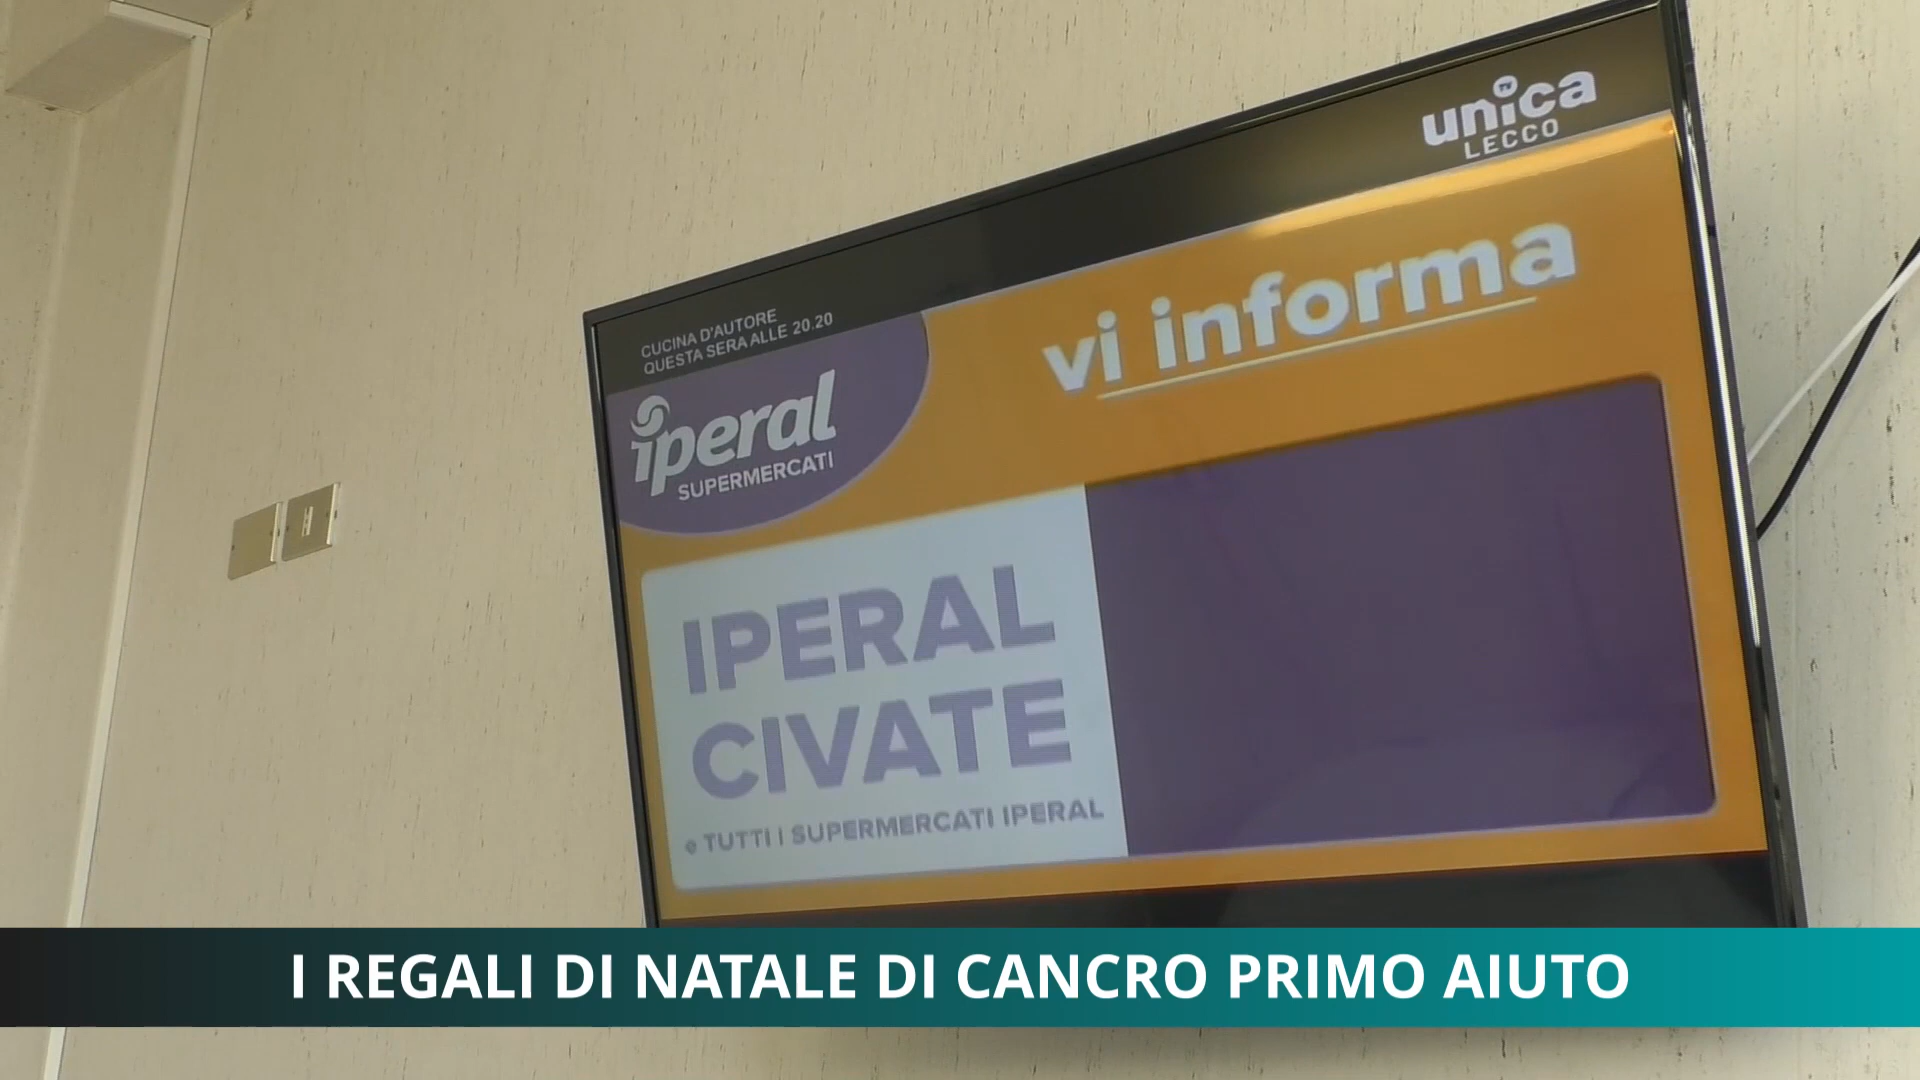 unica TV
LECCO
CUCINA D'AUTORE
QUESTA SERA ALLE 20.20
iperal
SUPERMERCATI
vi informa
IPERAL
CIVATE
e TUTTI I SUPERMERCATI IPERAL
I REGALI DI NATALE DI CANCRO PRIMO AIUTO